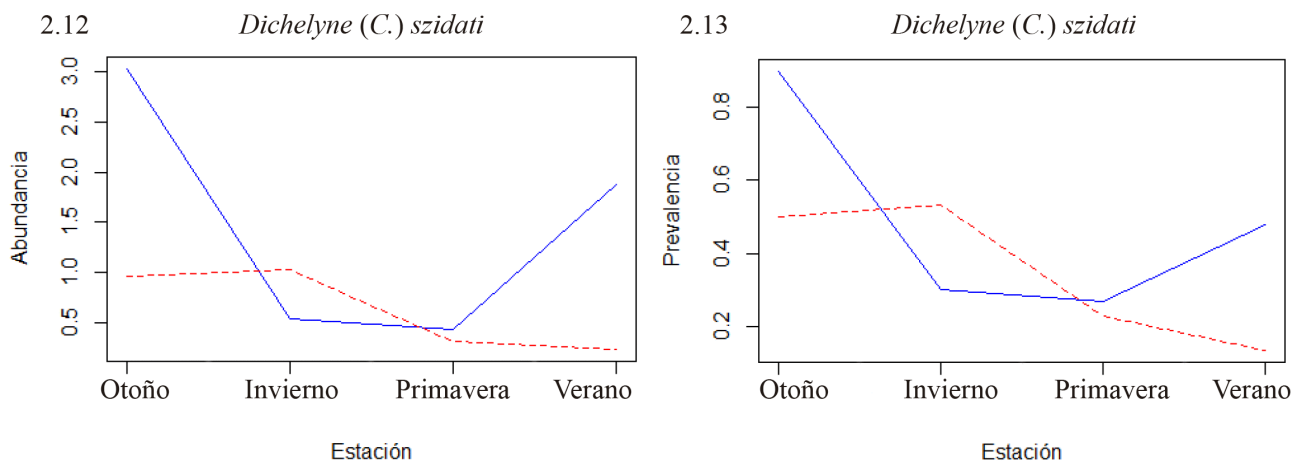 2.12 Dichelyne (C.) szidati
3.0
2.5
2.0
1.5
1.0
0.5
Abundancia
Otoño Invierno Primavera Verano
Estación
2.13 Dichelyne (C.) szidati
0.8
0.6
0.4
0.2
Prevalencia
Otoño Invierno Primavera Verano
Estación